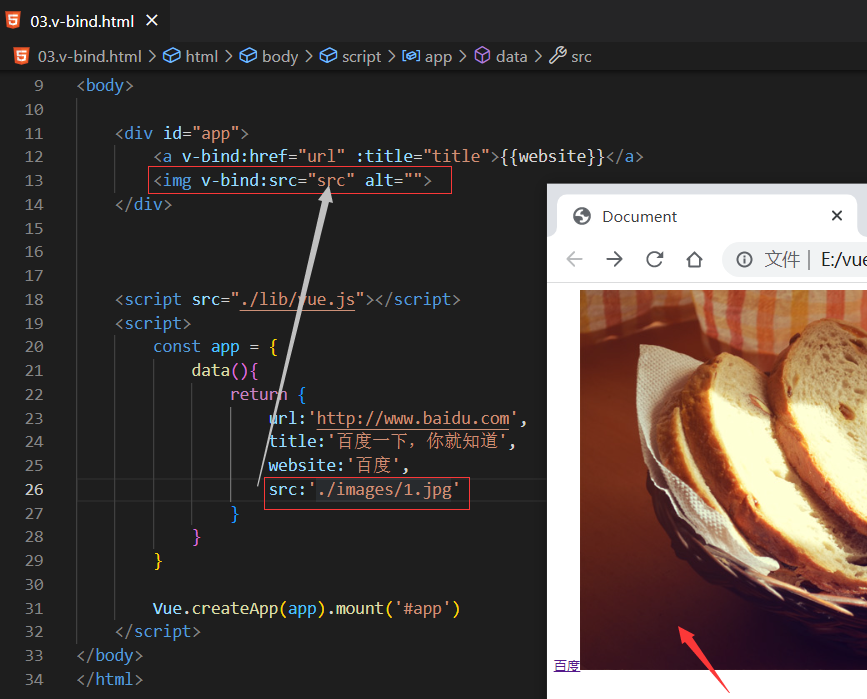 03.v-bind.html
03.v-bind.html > html > body > script > app > data > src
9 <body>
10
11 <div id="app">
12 <a v-bind:href="url" :title="title">{{website}}</a>
13 <img v-bind:src="src" alt="">
14 </div>
15
16
17
18 <script src="./lib/vue.js"></script>
19 <script>
20 const app = {
21 data(){
22 return {
23 url:'http://www.baidu.com',
24 title:'百度一下，你就知道',
25 website:'百度',
26 src:'./images/1.jpg'
27 }
28 }
29 }
30
31 Vue.createApp(app).mount('#app')
32 </script>
33 </body>
34 </html>
Document
文件 | E:/vue
百度